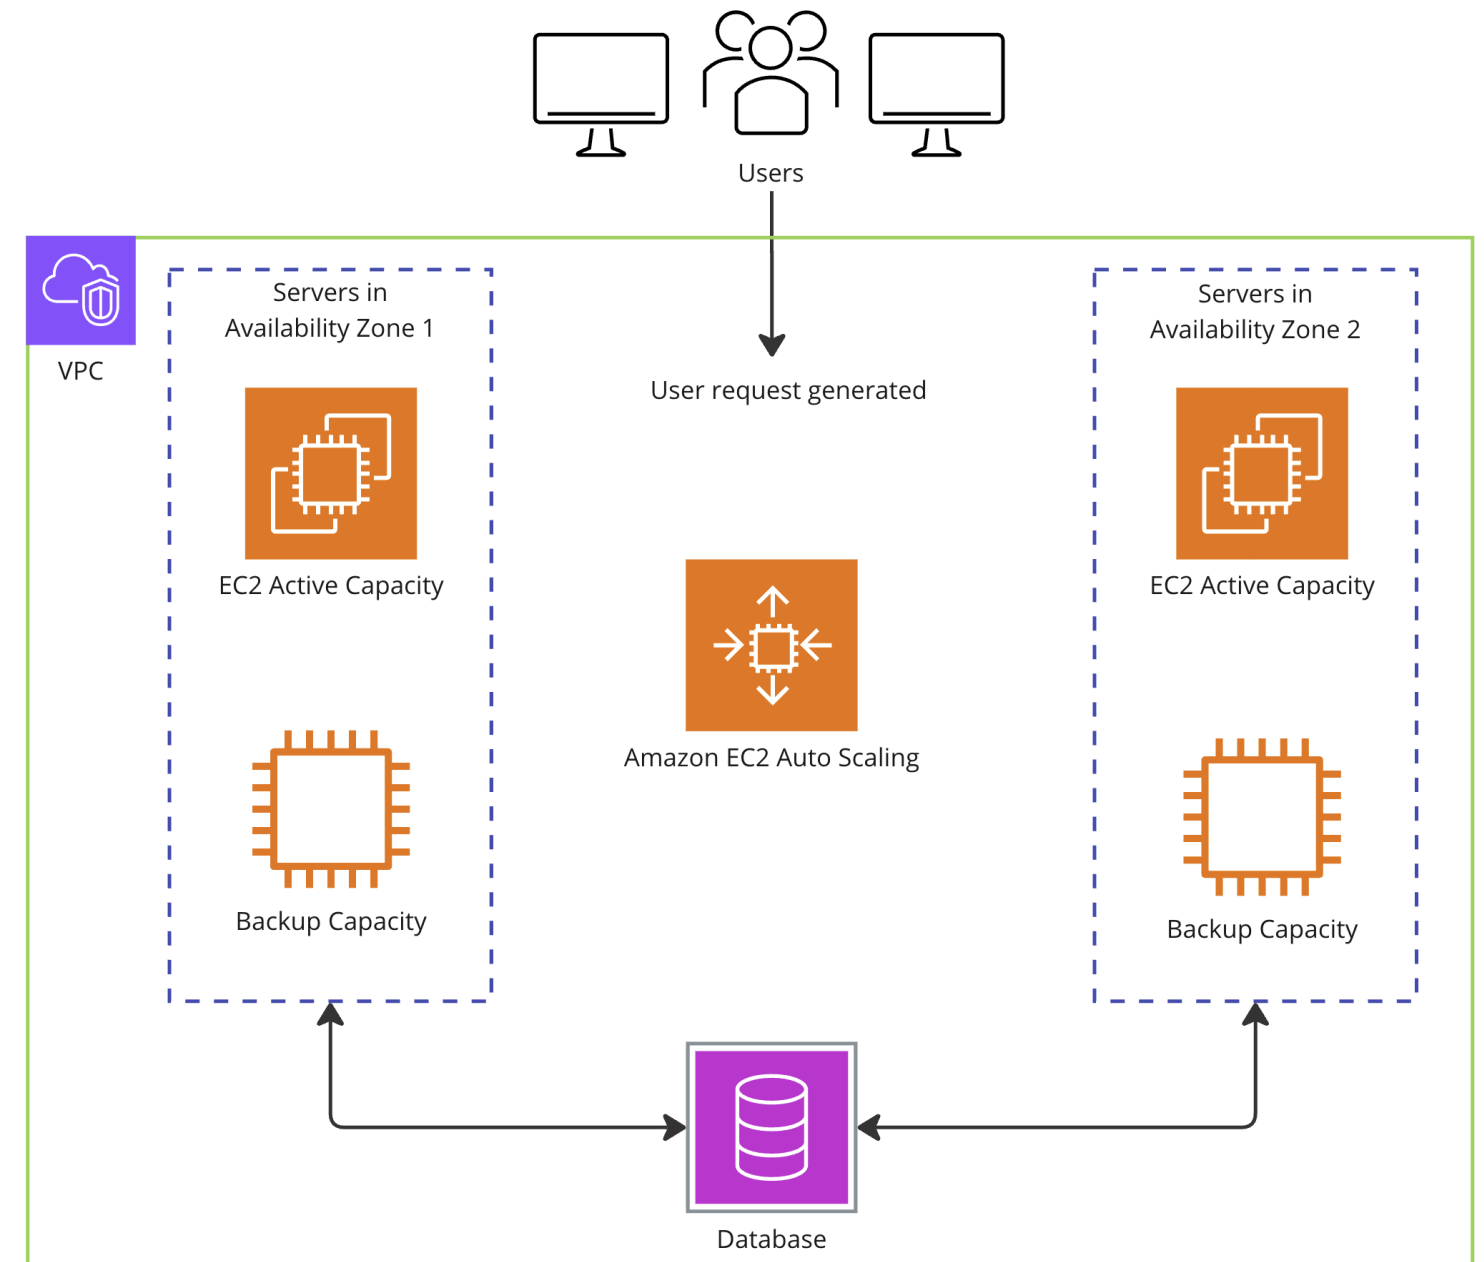 Users
VPC
Servers in
Availability Zone 1
Servers in
Availability Zone 2
User request generated
EC2 Active Capacity
EC2 Active Capacity
Amazon EC2 Auto Scaling
Backup Capacity
Backup Capacity
Database